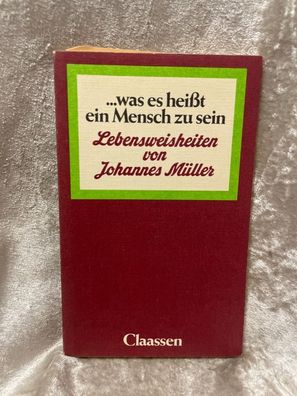 ...was es heißt
ein Mensch zu sein
Lebensweisheiten
von
Johannes Müller
Claassen